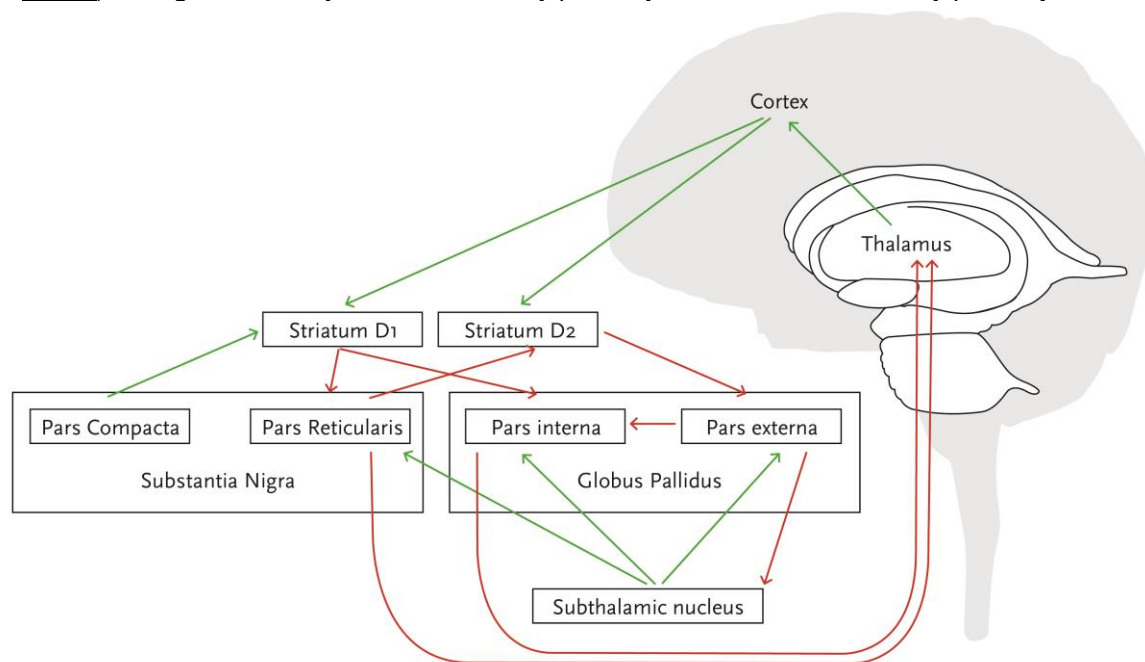 Cortex
Thalamus
Striatum D1
Striatum D2
Pars Compacta
Pars Reticularis
Pars interna
Pars externa
Substantia Nigra
Globus Pallidus
Subthalamic nucleus